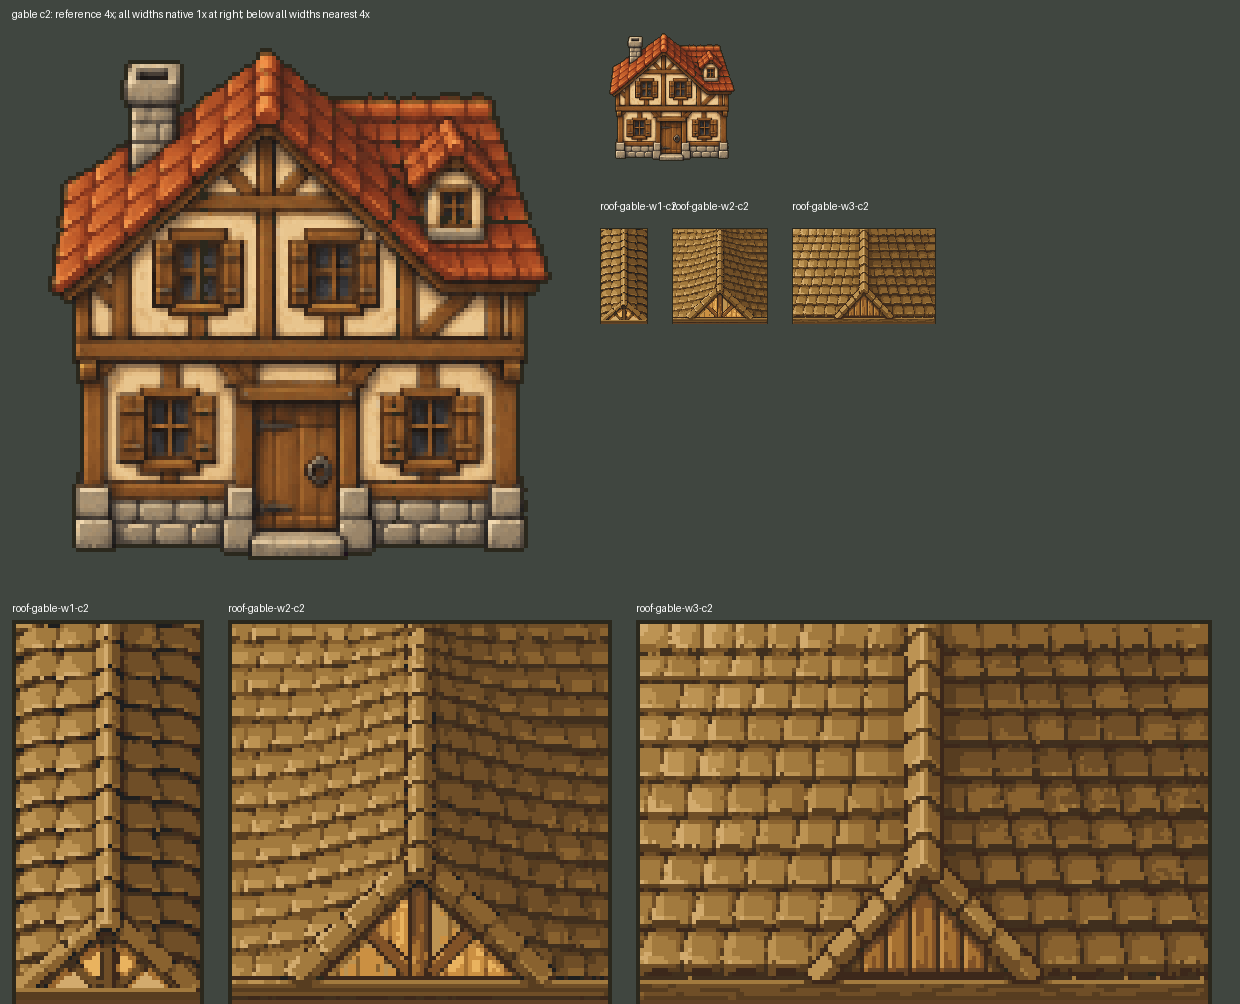 gable c2: reference 4x; all widths native 1x at right; below all widths nearest 4x
roof-gable-w1-c2 roof-gable-w2-c2 roof-gable-w3-c2
roof-gable-w1-c2 roof-gable-w2-c2 roof-gable-w3-c2